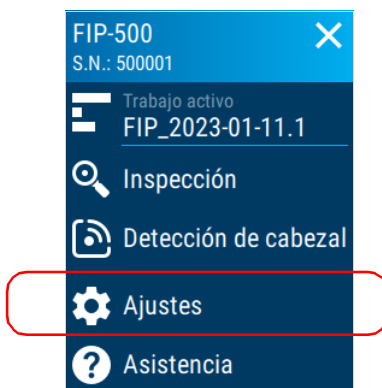 FIP-500
S.N.: 500001
Trabajo activo
FIP_2023-01-11.1
Inspección
Detección de cabezal
Ajustes
Asistencia